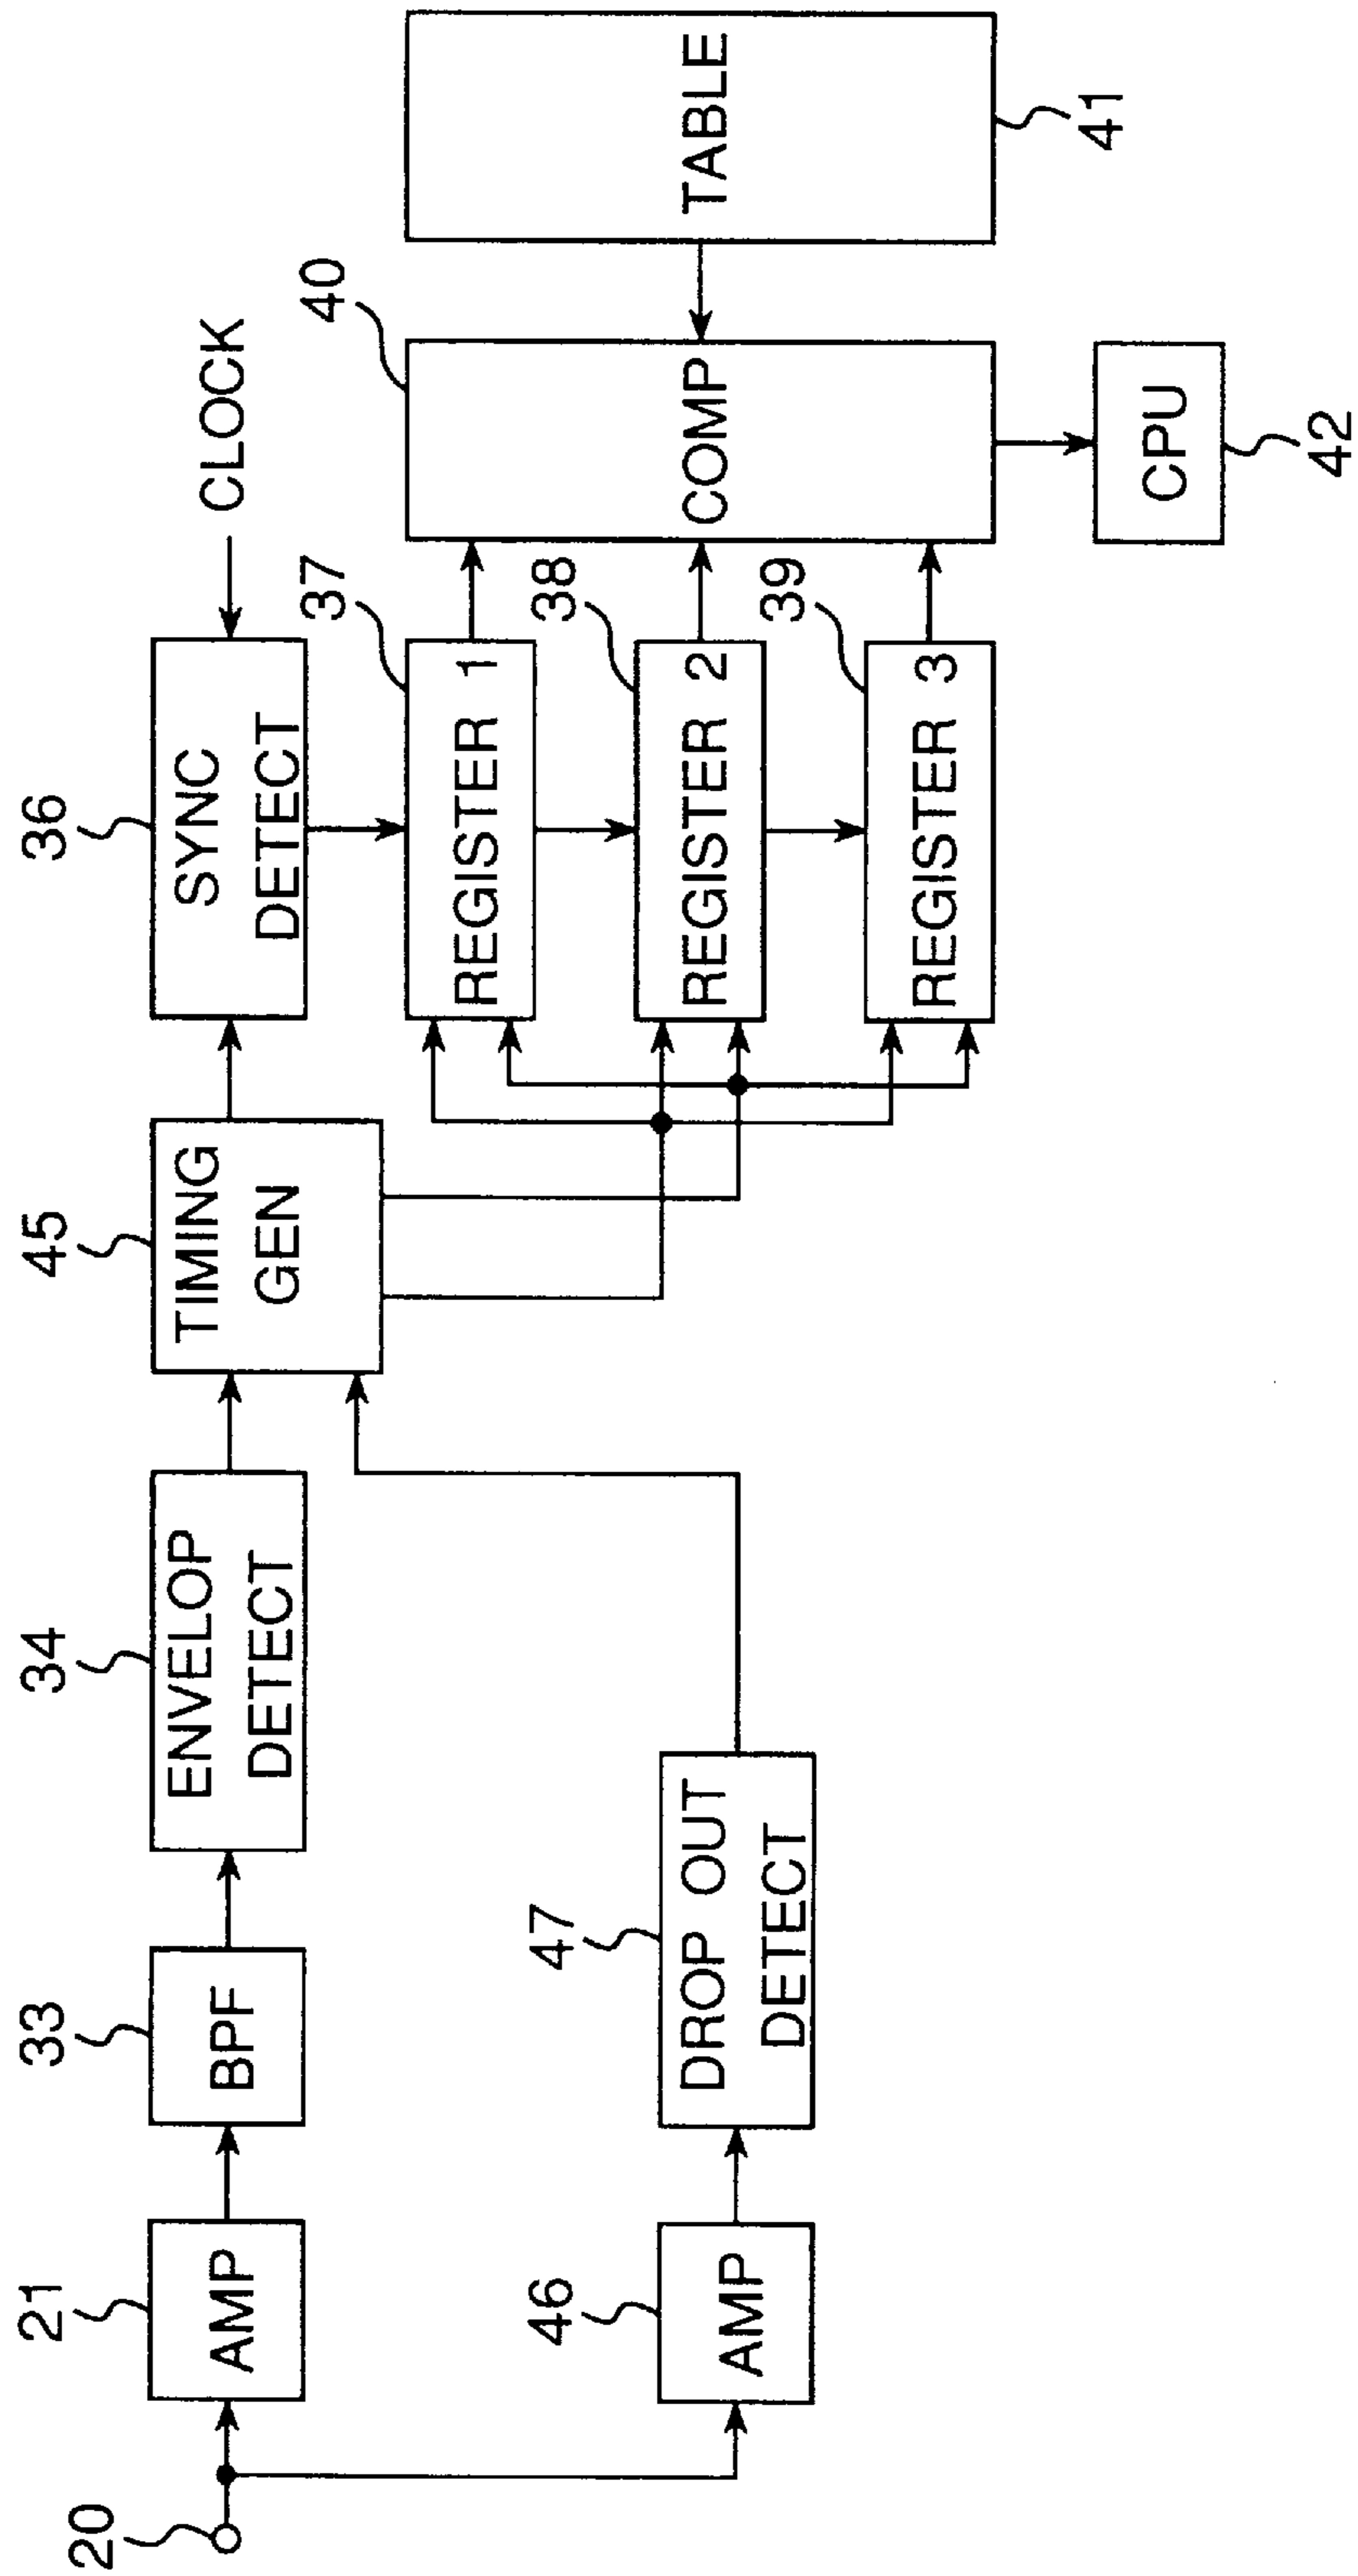 20
21
AMP
33
BPF
34
ENVELOP
DETECT
45
TIMING
GEN
36
SYNC
DETECT
CLOCK
46
AMP
47
DROP OUT
DETECT
37
REGISTER 1
38
REGISTER 2
39
REGISTER 3
40
COMP
TABLE
41
CPU
42